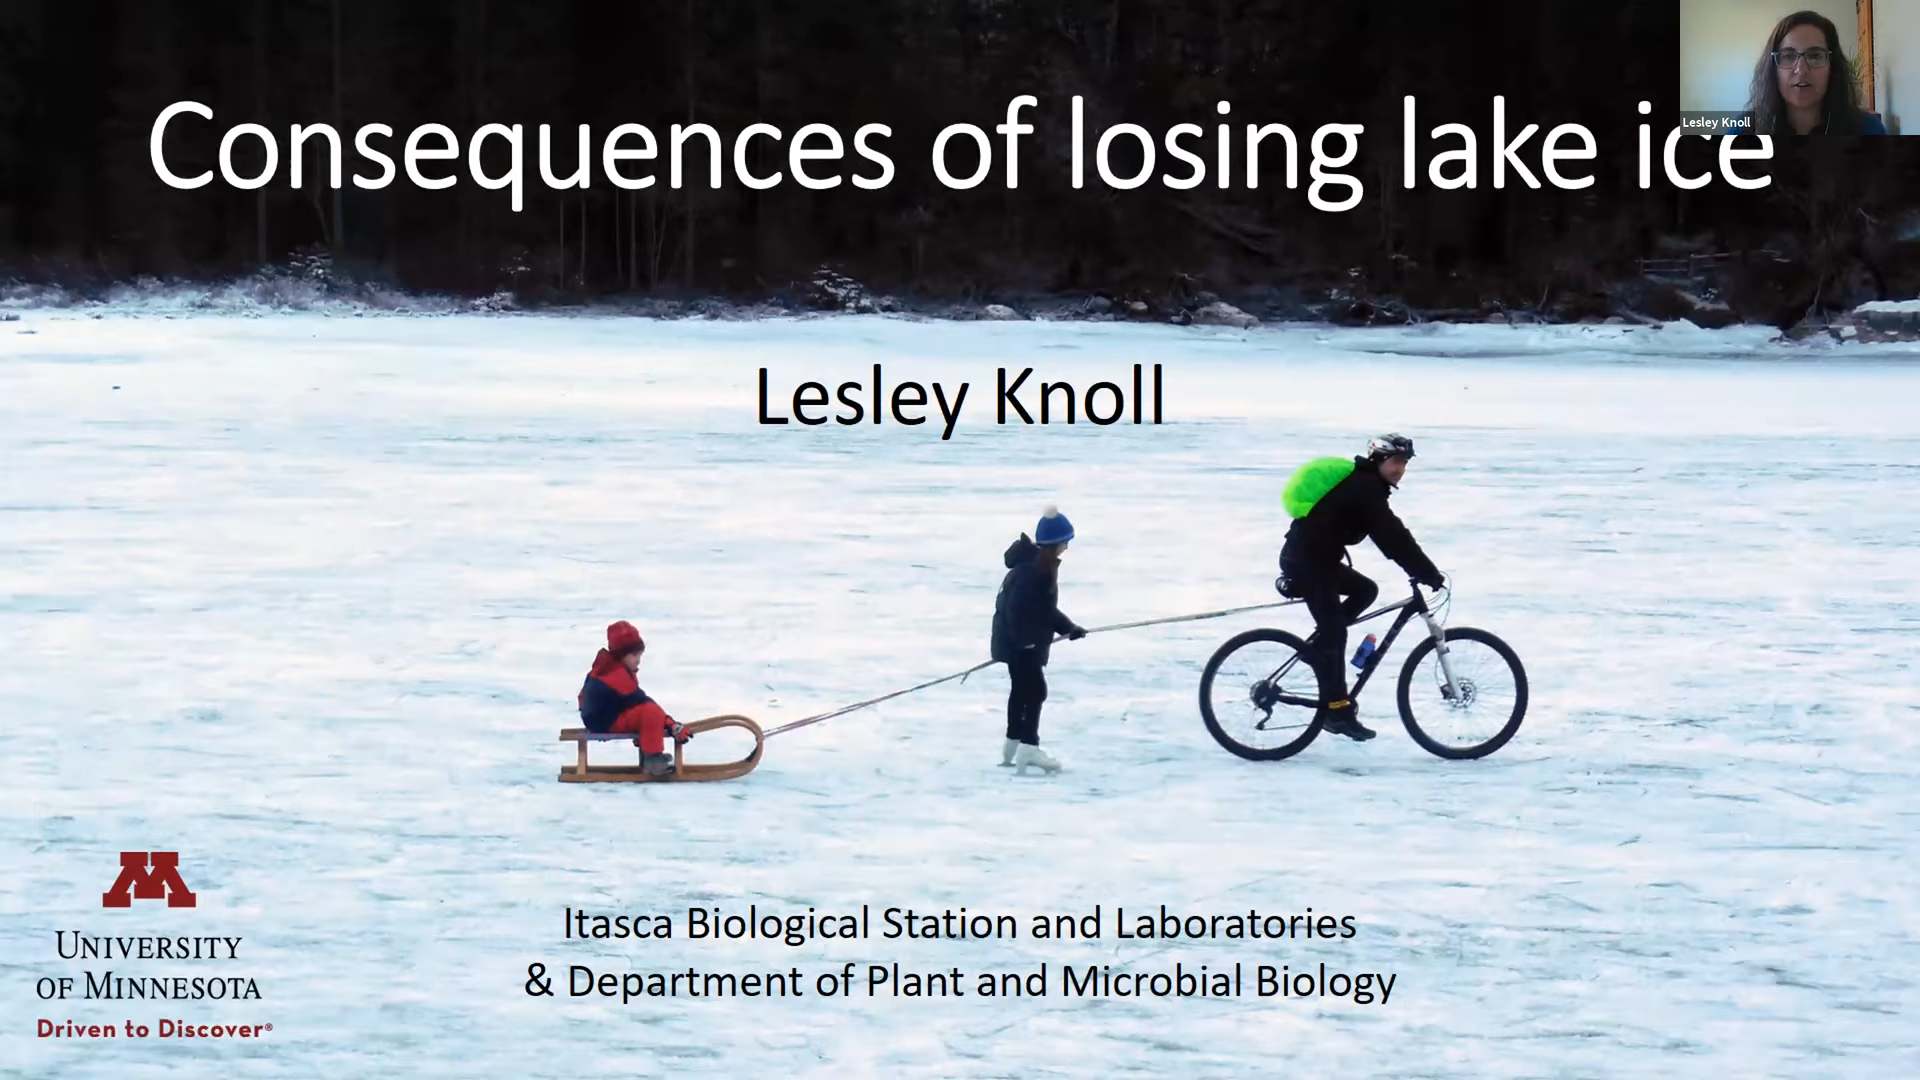 Consequences of losing lake ice
Lesley Knoll
Lesley Knoll
Itasca Biological Station and Laboratories
& Department of Plant and Microbial Biology
M
UNIVERSITY
OF MINNESOTA
Driven to Discover®